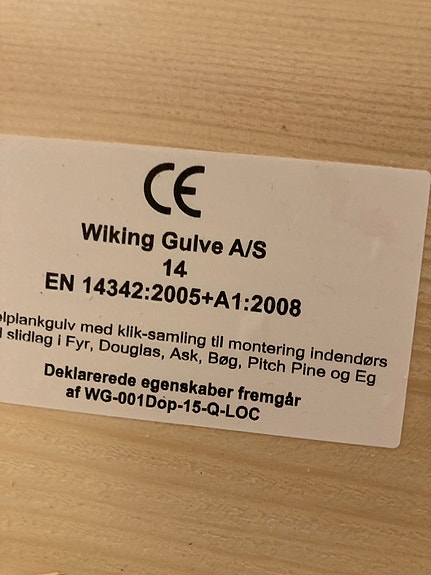 CE
Wiking Gulve A/S
14
EN 14342:2005+A1:2008
elplankgulv med klik-samling til montering indendørs
slidlag i Fyr, Douglas, Ask, Bøg, Pitch Pine og Eg
Deklarerede egenskaber fremgår
af WG-001Dop-15-Q-LOC